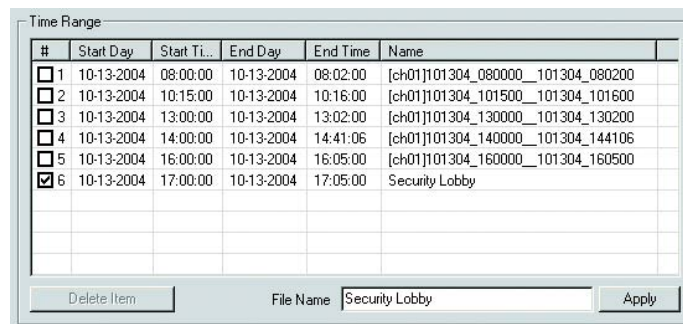 Time Range
# Start Day Start Ti... End Day End Time Name
1 10-13-2004 08:00:00 10-13-2004 08:02:00 [ch01]101304_080000__101304_080200
2 10-13-2004 10:15:00 10-13-2004 10:16:00 [ch01]101304_101500__101304_101600
3 10-13-2004 13:00:00 10-13-2004 13:02:00 [ch01]101304_130000__101304_130200
4 10-13-2004 14:00:00 10-13-2004 14:41:06 [ch01]101304_140000__101304_144106
5 10-13-2004 16:00:00 10-13-2004 16:05:00 [ch01]101304_160000__101304_160500
6 10-13-2004 17:00:00 10-13-2004 17:05:00 Security Lobby
Delete Item File Name Security Lobby Apply